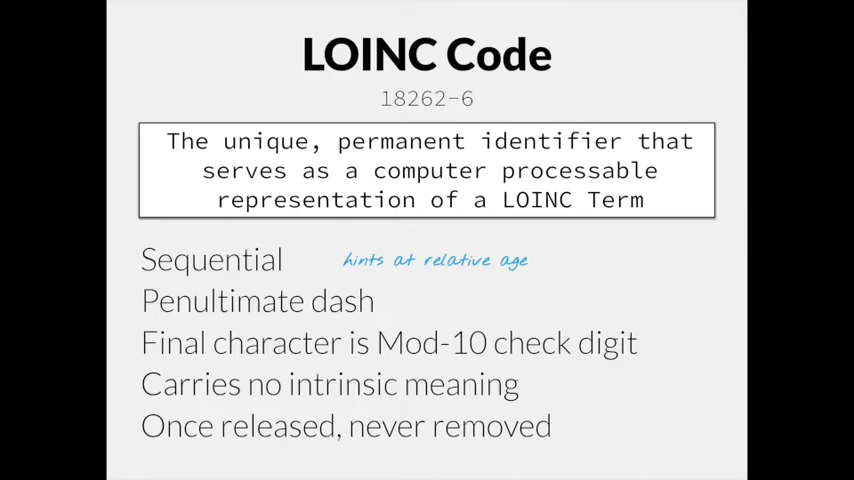 LOINC Code
18262-6
The unique, permanent identifier that
serves as a computer processable
representation of a LOINC Term
Sequential hints at relative age
Penultimate dash
Final character is Mod-10 check digit
Carries no intrinsic meaning
Once released, never removed